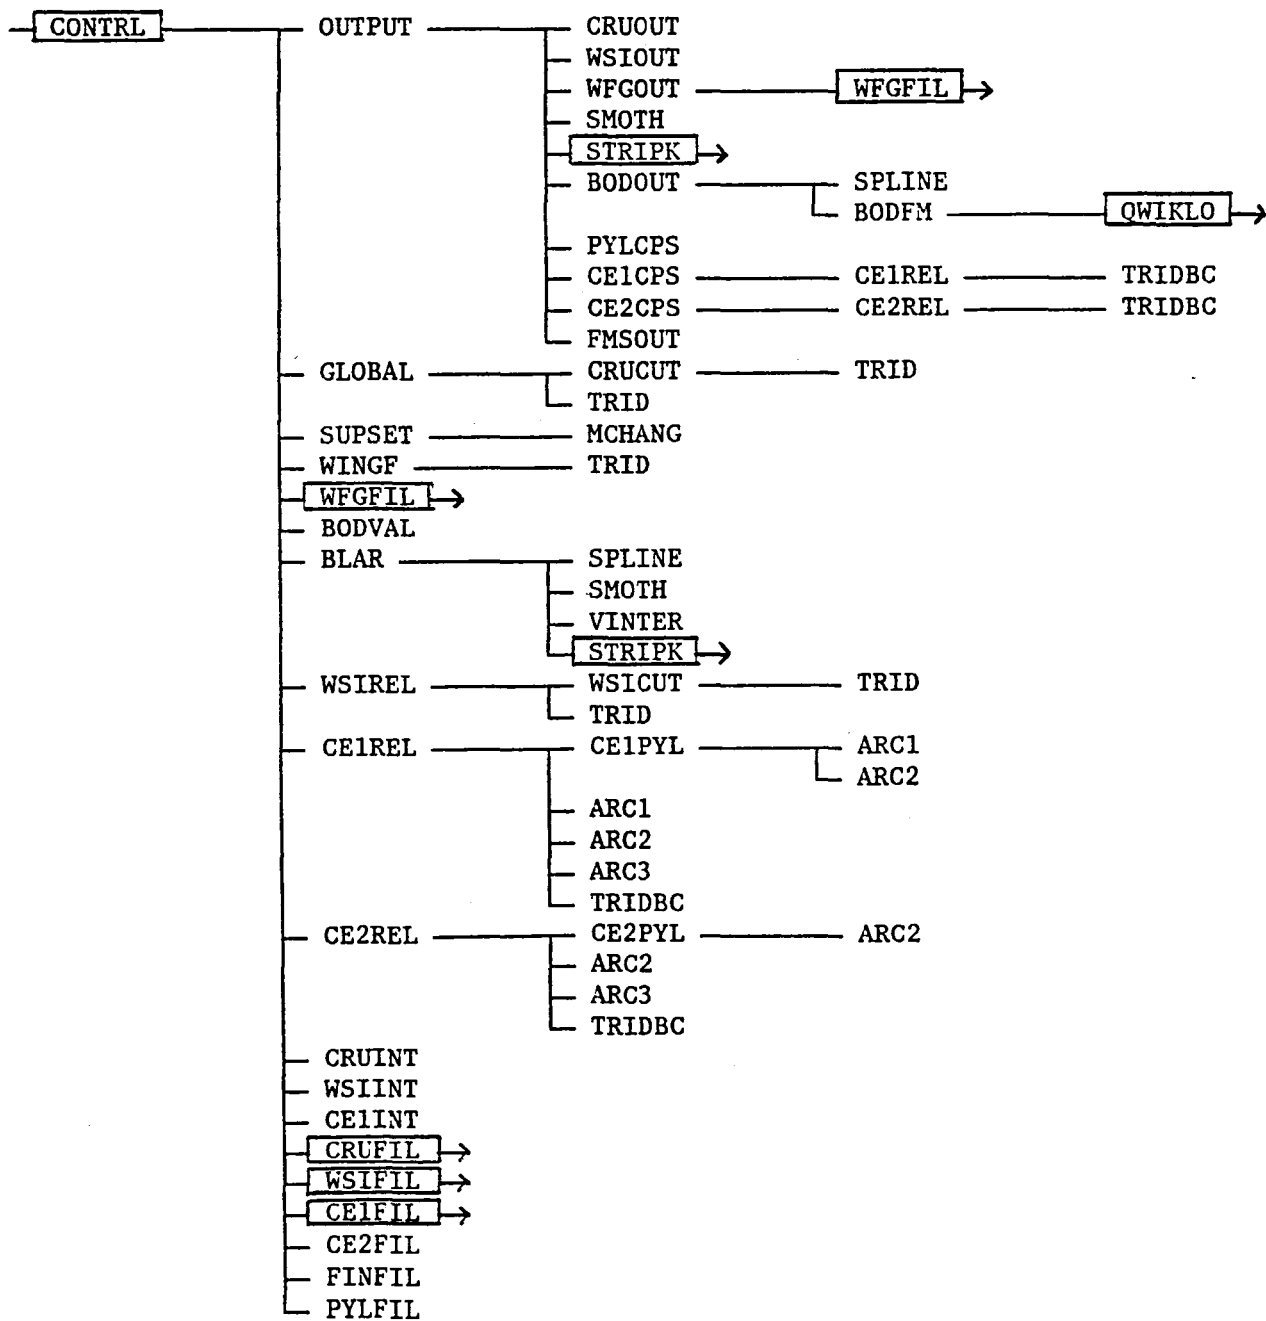 CONTRL OUTPUT CRUOUT
WSIOUT
WFGOUT WFGFIL
SMOTH
STRIPK
BODOUT SPLINE
BODFM QWIKLO
PYLCPS
CE1CPS CE1REL TRIDBC
CE2CPS CE2REL TRIDBC
FMSOUT
GLOBAL CRUCUT TRID
TRID
SUPSET MCHANG
WINGF TRID
WFGFIL
BODVAL
BLAR SPLINE
SMOTH
VINTER
STRIPK
WSIREL WSICUT TRID
TRID
CE1REL CE1PYL ARC1
ARC2
ARC1
ARC2
ARC3
TRIDBC
CE2REL CE2PYL ARC2
ARC2
ARC3
TRIDBC
CRUINT
WSIINT
CE1INT
CRUFIL
WSIFIL
CE1FIL
CE2FIL
FINFIL
PYLFIL